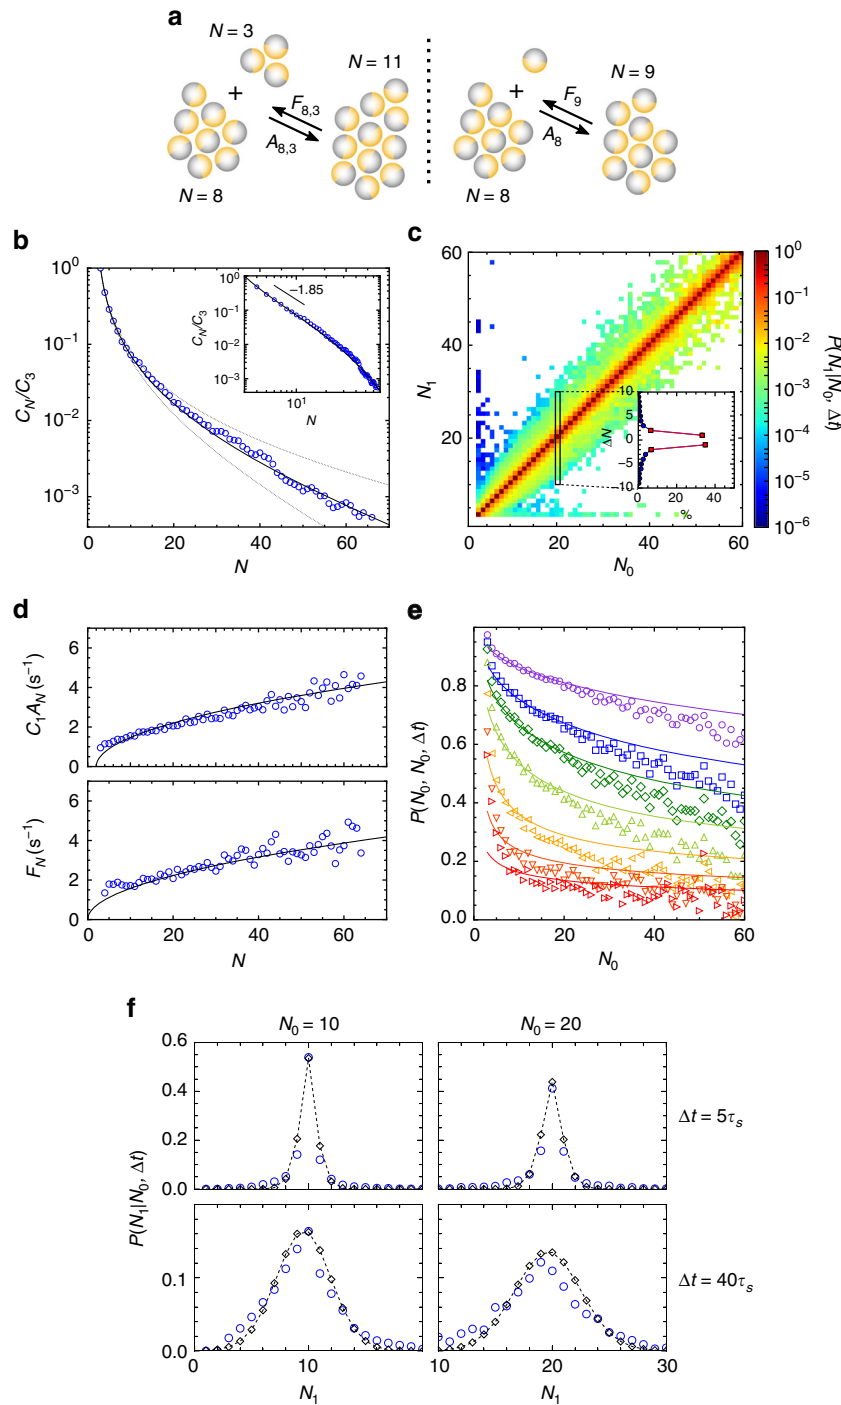 a
N = 3
N = 11
N = 9
+
F8,3
A8,3
+
F9
A8
N = 8
N = 8
b
CN/C3
10^0
10^-1
10^-2
10^-3
0 20 40 60
N
CN/C3
10^0
10^-1
10^-2
10^-3
−1.85
10^1
N
c
N1
60
40
20
20 40 60
N0
ΔN
10
5
0
−5
−10
0 20 40
%
10^0
10^-1
10^-2
10^-3
10^-4
10^-5
10^-6
P(N1|N0, Δt)
d
C1AN (s−1)
6
4
2
0
FN (s−1)
6
4
2
0
0 20 40 60
N
e
P(N0, N0, Δt)
0.8
0.6
0.4
0.2
0.0
0 20 40 60
N0
f
N0 = 10
N0 = 20
P(N1|N0, Δt)
0.6
0.4
0.2
0.0
Δt = 5τs
0.1
0.0
Δt = 40τs
0 10 10 20 30
N1
N1